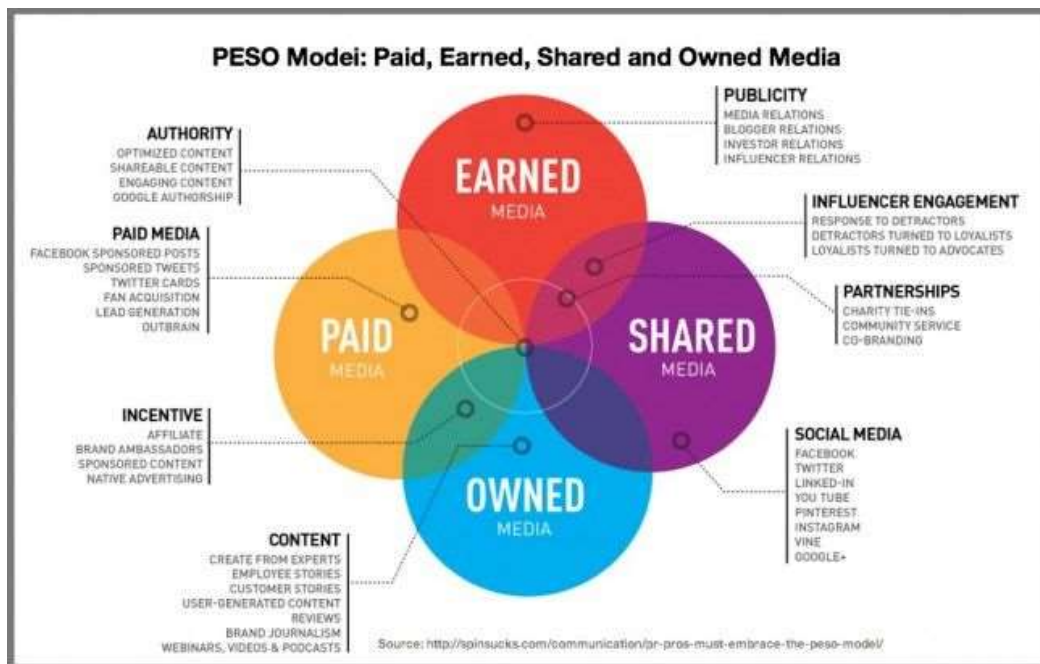 PESO Model: Paid, Earned, Shared and Owned Media
AUTHORITY
OPTIMIZED CONTENT
SHAREABLE CONTENT
ENGAGING CONTENT
GOOGLE AUTHORSHIP
PAID MEDIA
FACEBOOK SPONSORED POSTS
SPONSORED TWEETS
TWITTER CARDS
FAN ACQUISITION
LEAD GENERATION
OUTBRAIN
INCENTIVE
AFFILIATE
BRAND AMBASSADORS
SPONSORED CONTENT
NATIVE ADVERTISING
CONTENT
CREATE FROM EXPERTS
EMPLOYEE STORIES
CUSTOMER STORIES
USER-GENERATED CONTENT
REVIEWS
BRAND JOURNALISM
WEBINARS, VIDEOS & PODCASTS
EARNED
MEDIA
PAID
MEDIA
SHARED
MEDIA
OWNED
MEDIA
PUBLICITY
MEDIA RELATIONS
BLOGGER RELATIONS
INVESTOR RELATIONS
INFLUENCER RELATIONS
INFLUENCER ENGAGEMENT
RESPONSE TO DETRACTORS
DETRACTORS TURNED TO LOYALISTS
LOYALISTS TURNED TO ADVOCATES
PARTNERSHIPS
CHARITY TIE-INS
COMMUNITY SERVICE
CO-BRANDING
SOCIAL MEDIA
FACEBOOK
TWITTER
LINKED-IN
YOU TUBE
PINTEREST
INSTAGRAM
VINE
GOOGLE+
Source: http://spinsucks.com/communication/pr-pros-must-embrace-the-peso-model/